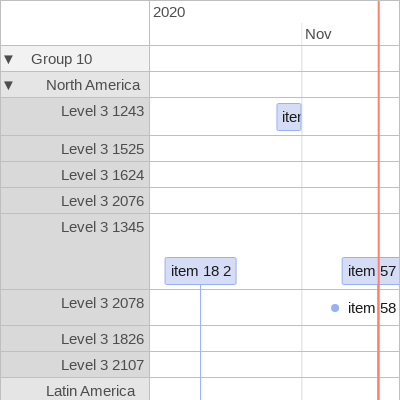 2020
Nov
▼ Group 10
▼ North America
Level 3 1243
Level 3 1525
Level 3 1624
Level 3 2076
Level 3 1345
item 18 2
item 57
Level 3 2078
item 58
Level 3 1826
Level 3 2107
Latin America